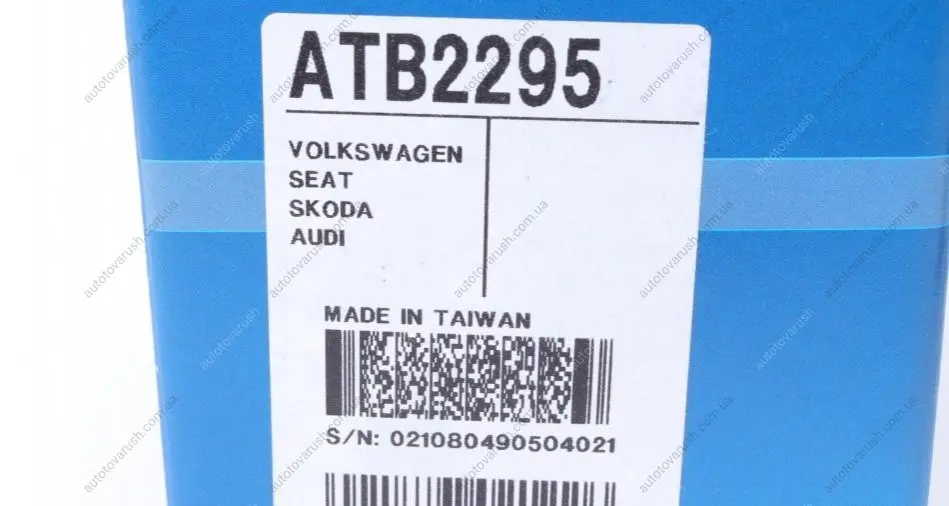 ATB2295
VOLKSWAGEN
SEAT
SKODA
AUDI
MADE IN TAIWAN
S/N: 021080490504021
autotovarush.com.ua